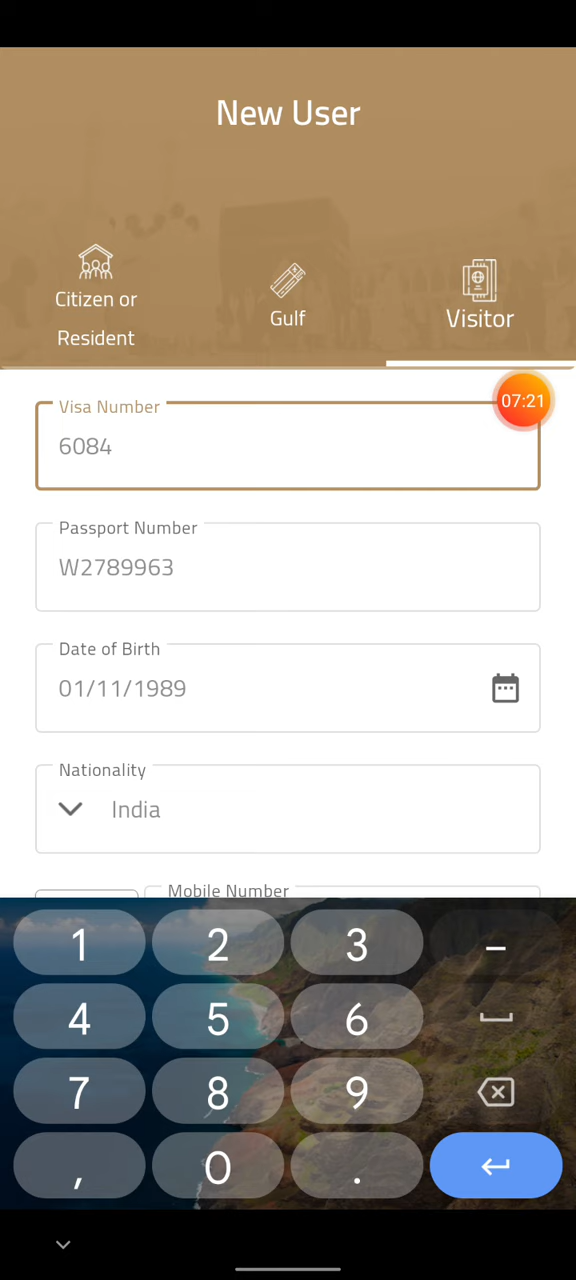 New User
Citizen or
Resident
Gulf
Visitor
07:21
Visa Number
6084
Passport Number
W2789963
Date of Birth
01/11/1989
Nationality
India
Mobile Number
1 2 3 –
4 5 6
7 8 9
, 0 .